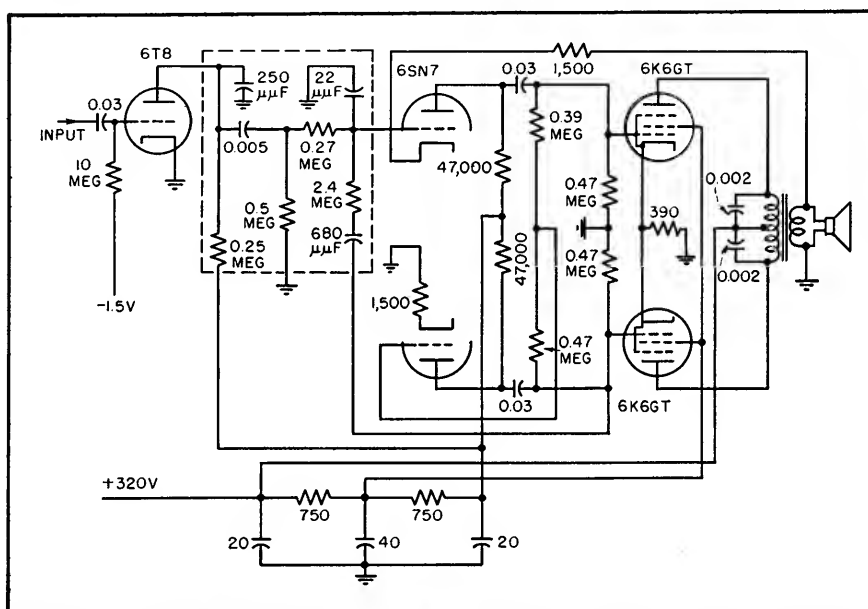 6T8
250
μμF
22
μμF
6SN7
0.03
1,500
6K6GT
0.03
INPUT
10
MEG
-1.5V
0.005
0.27
MEG
0.5
MEG
2.4
MEG
680
μμF
0.25
MEG
47,000
47,000
0.39
MEG
0.47
MEG
0.47
MEG
0.47
MEG
390
0.002
0.002
1,500
0.03
6K6GT
+320V
750
750
20
40
20